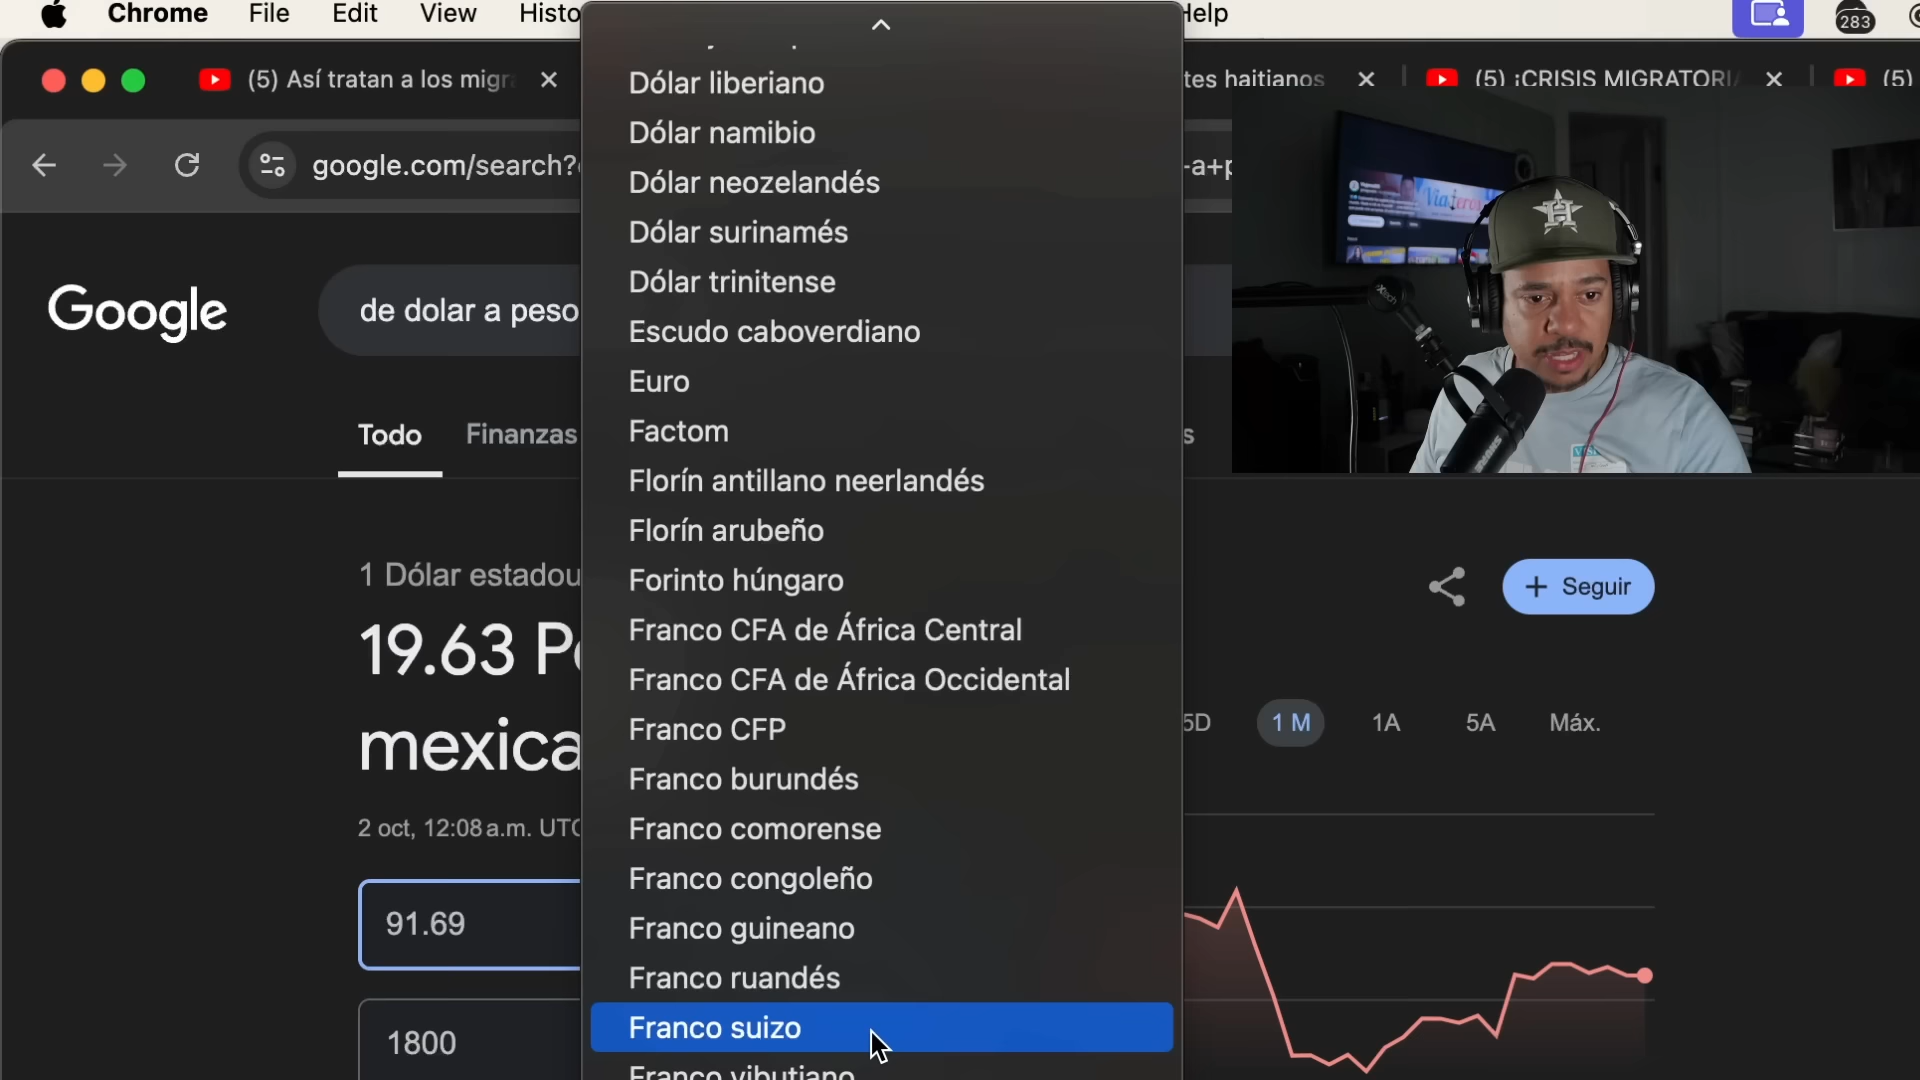 Chrome File Edit View Histo Help
283
(5) Así tratan a los migr
tes haitianos
(5) ¡CRISIS MIGRATORI
(5)
google.com/search?
-a+p
Google
de dolar a peso
Todo Finanzas
1 Dólar estadou
19.63 Pe
mexica
2 oct, 12:08 a.m. UTC
91.69
1800
Dólar liberiano
Dólar namibio
Dólar neozelandés
Dólar surinamés
Dólar trinitense
Escudo caboverdiano
Euro
Factom
Florín antillano neerlandés
Florín arubeño
Forinto húngaro
Franco CFA de África Central
Franco CFA de África Occidental
Franco CFP
Franco burundés
Franco comorense
Franco congoleño
Franco guineano
Franco ruandés
Franco suizo
Franco yibutiano
s
+ Seguir
5D 1 M 1A 5A Máx.